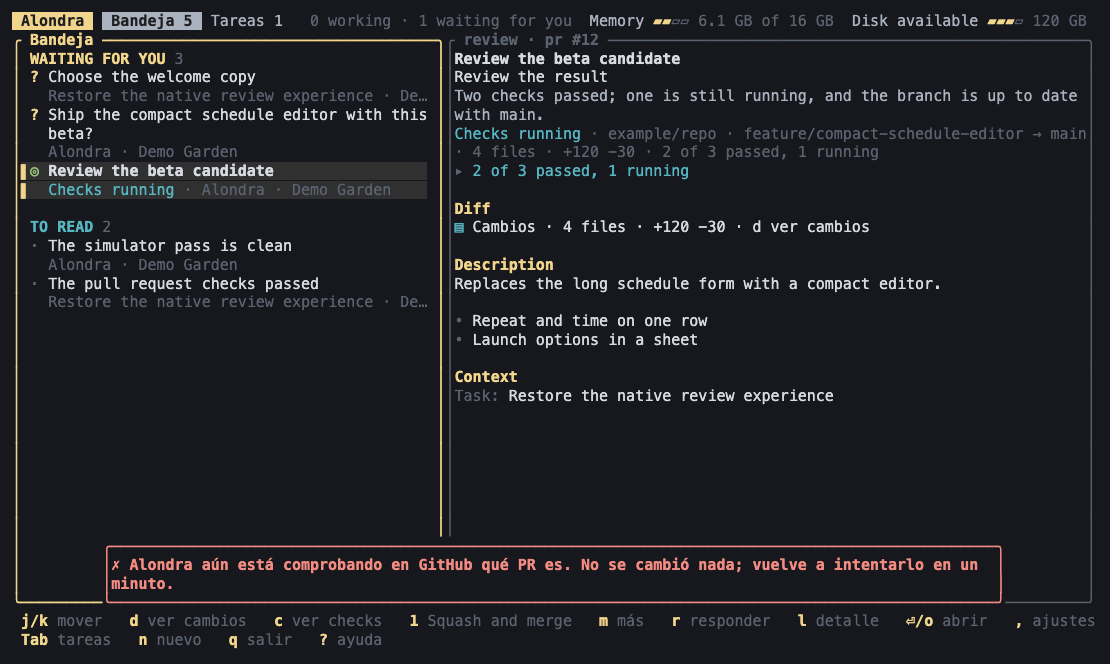 Alondra  Bandeja 5  Tareas 1   0 working · 1 waiting for you  Memory 6.1 GB of 16 GB  Disk available 120 GB
Bandeja
WAITING FOR YOU 3
? Choose the welcome copy
Restore the native review experience · De…
? Ship the compact schedule editor with this
beta?
Alondra · Demo Garden
◎ Review the beta candidate
Checks running · Alondra · Demo Garden
TO READ 2
· The simulator pass is clean
Alondra · Demo Garden
· The pull request checks passed
Restore the native review experience · De…
review · pr #12
Review the beta candidate
Review the result
Two checks passed; one is still running, and the branch is up to date
with main.
Checks running · example/repo · feature/compact-schedule-editor → main
· 4 files · +120 −30 · 2 of 3 passed, 1 running
▸ 2 of 3 passed, 1 running
Diff
▤ Cambios · 4 files · +120 −30 · d ver cambios
Description
Replaces the long schedule form with a compact editor.
• Repeat and time on one row
• Launch options in a sheet
Context
Task: Restore the native review experience
✗ Alondra aún está comprobando en GitHub qué PR es. No se cambió nada; vuelve a intentarlo en un
minuto.
j/k mover   d ver cambios   c ver checks   1 Squash and merge   m más   r responder   l detalle   ⏎/o abrir   , ajustes
Tab tareas   n nuevo   q salir   ? ayuda